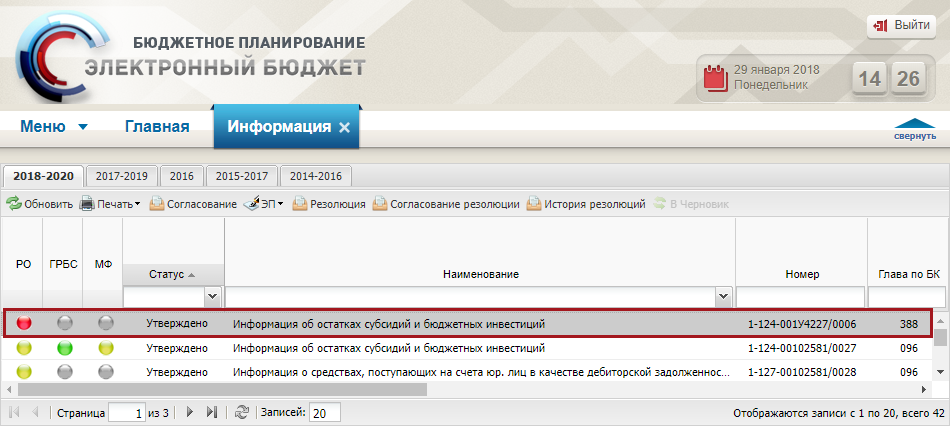 БЮДЖЕТНОЕ ПЛАНИРОВАНИЕ
ЭЛЕКТРОННЫЙ БЮДЖЕТ
Выйти
29 января 2018
Понедельник
14 26
Меню Главная Информация
свернуть
2018-2020 2017-2019 2016 2015-2017 2014-2016
Обновить Печать Согласование ЭП Резолюция Согласование резолюции История резолюций В Черновик
РО ГРБС МФ Статус Наименование Номер Глава по БК
Утверждено Информация об остатках субсидий и бюджетных инвестиций 1-124-001У4227/0006 388
Утверждено Информация об остатках субсидий и бюджетных инвестиций 1-124-00102581/0027 096
Утверждено Информация о средствах, поступающих на счета юр. лиц в качестве дебиторской задолженнос... 1-127-00102581/0028 096
Страница 1 из 3 Записей: 20 Отображаются записи с 1 по 20, всего 42